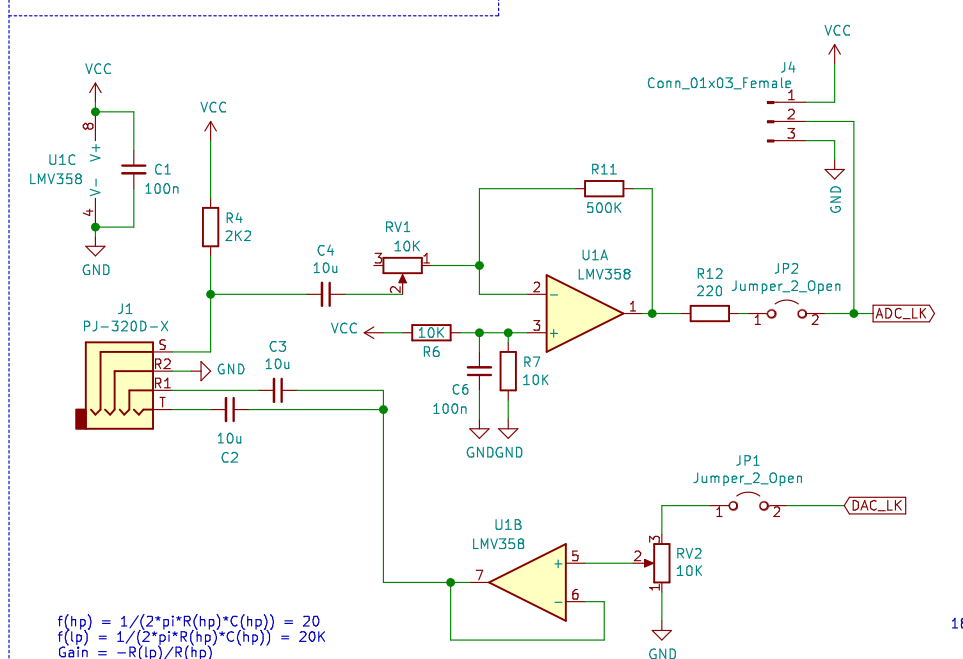 VCC
J4
Conn_01x03_Female
1
2
3
GND
VCC
8
V+
U1C
LMV358
V-
4
C1
100n
GND
VCC
R4
2K2
C4
10u
RV1
10K
3
1
2
R11
500K
U1A
LMV358
2
-
3
+
1
R12
220
JP2
Jumper_2_Open
1
2
ADC_LK
VCC
10K
R6
R7
10K
C6
100n
GND
GND
J1
PJ-320D-X
S
R2
GND
R1
T
C3
10u
10u
C2
JP1
Jumper_2_Open
1
2
DAC_LK
U1B
LMV358
7
+
5
-
6
2
3
1
RV2
10K
GND
f(hp) = 1/(2*pi*R(hp)*C(hp)) = 20
f(lp) = 1/(2*pi*R(hp)*C(hp)) = 20K
Gain = -R(lp)/R(hp)